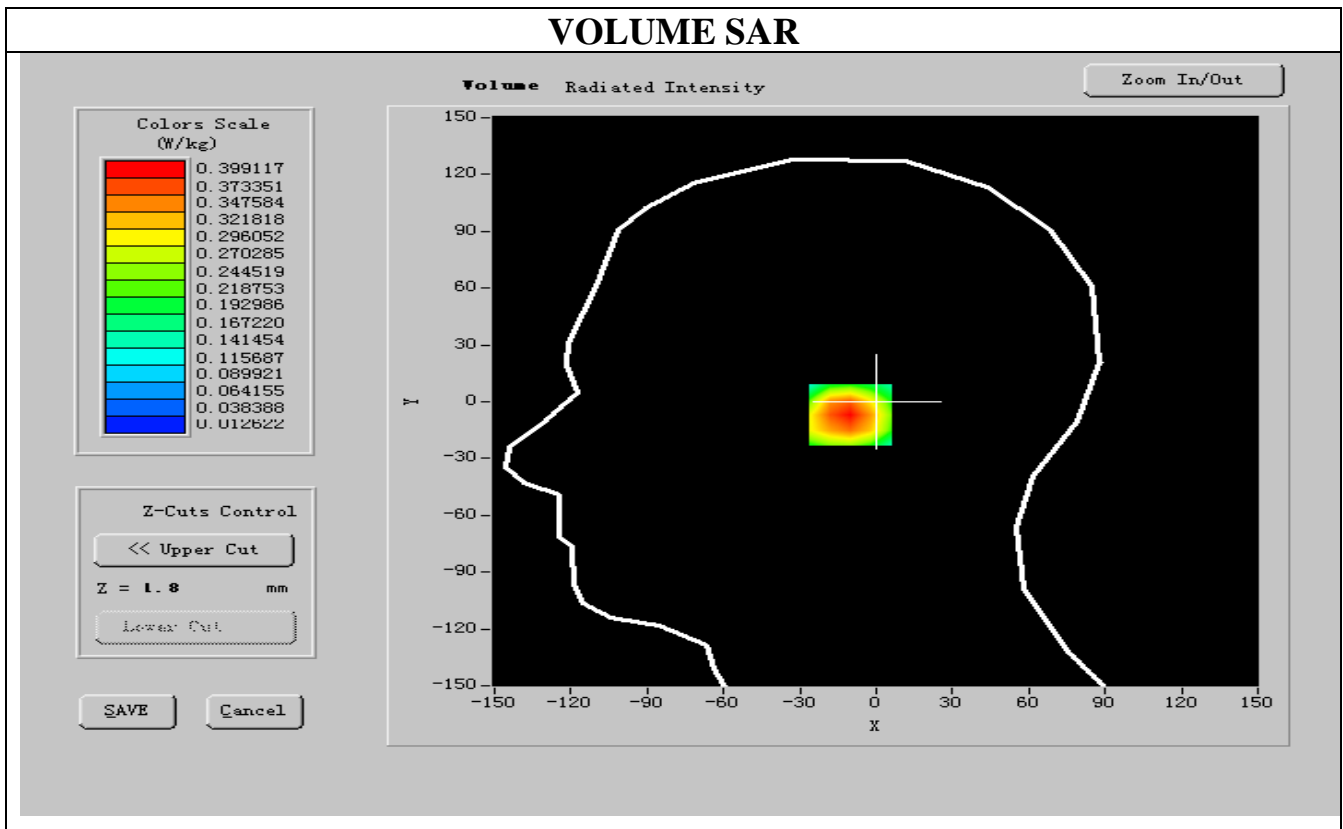 VOLUME SAR
Volume Radiated Intensity
Zoom In/Out
Colors Scale
(W/kg)
0.399117
0.373351
0.347584
0.321818
0.296052
0.270285
0.244519
0.218753
0.192986
0.167220
0.141454
0.115687
0.089921
0.064155
0.038388
0.012622
Z-Cuts Control
<< Upper Cut
Z = 1.8 mm
Lower Cut
SAVE
Cancel
150
120
90
60
30
0
-30
-60
-90
-120
-150
Y
-150 -120 -90 -60 -30 0 30 60 90 120 150
X